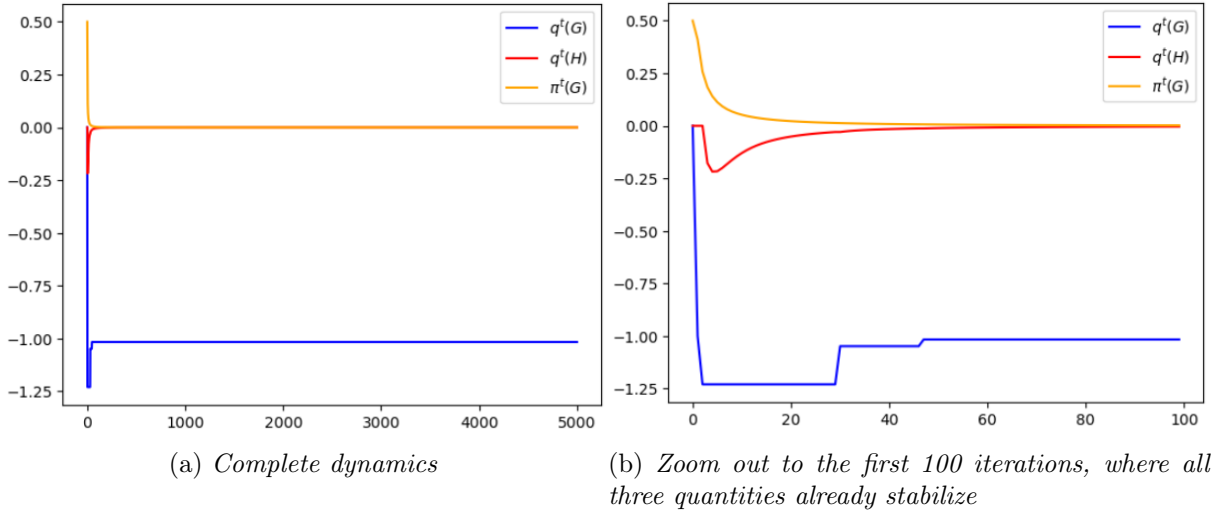 0.50
0.25
0.00
−0.25
−0.50
−0.75
−1.00
−1.25
0 1000 2000 3000 4000 5000
q^t(G)
q^t(H)
π^t(G)
(a) Complete dynamics
0.50
0.25
0.00
−0.25
−0.50
−0.75
−1.00
−1.25
0 20 40 60 80 100
q^t(G)
q^t(H)
π^t(G)
(b) Zoom out to the first 100 iterations, where all
three quantities already stabilize